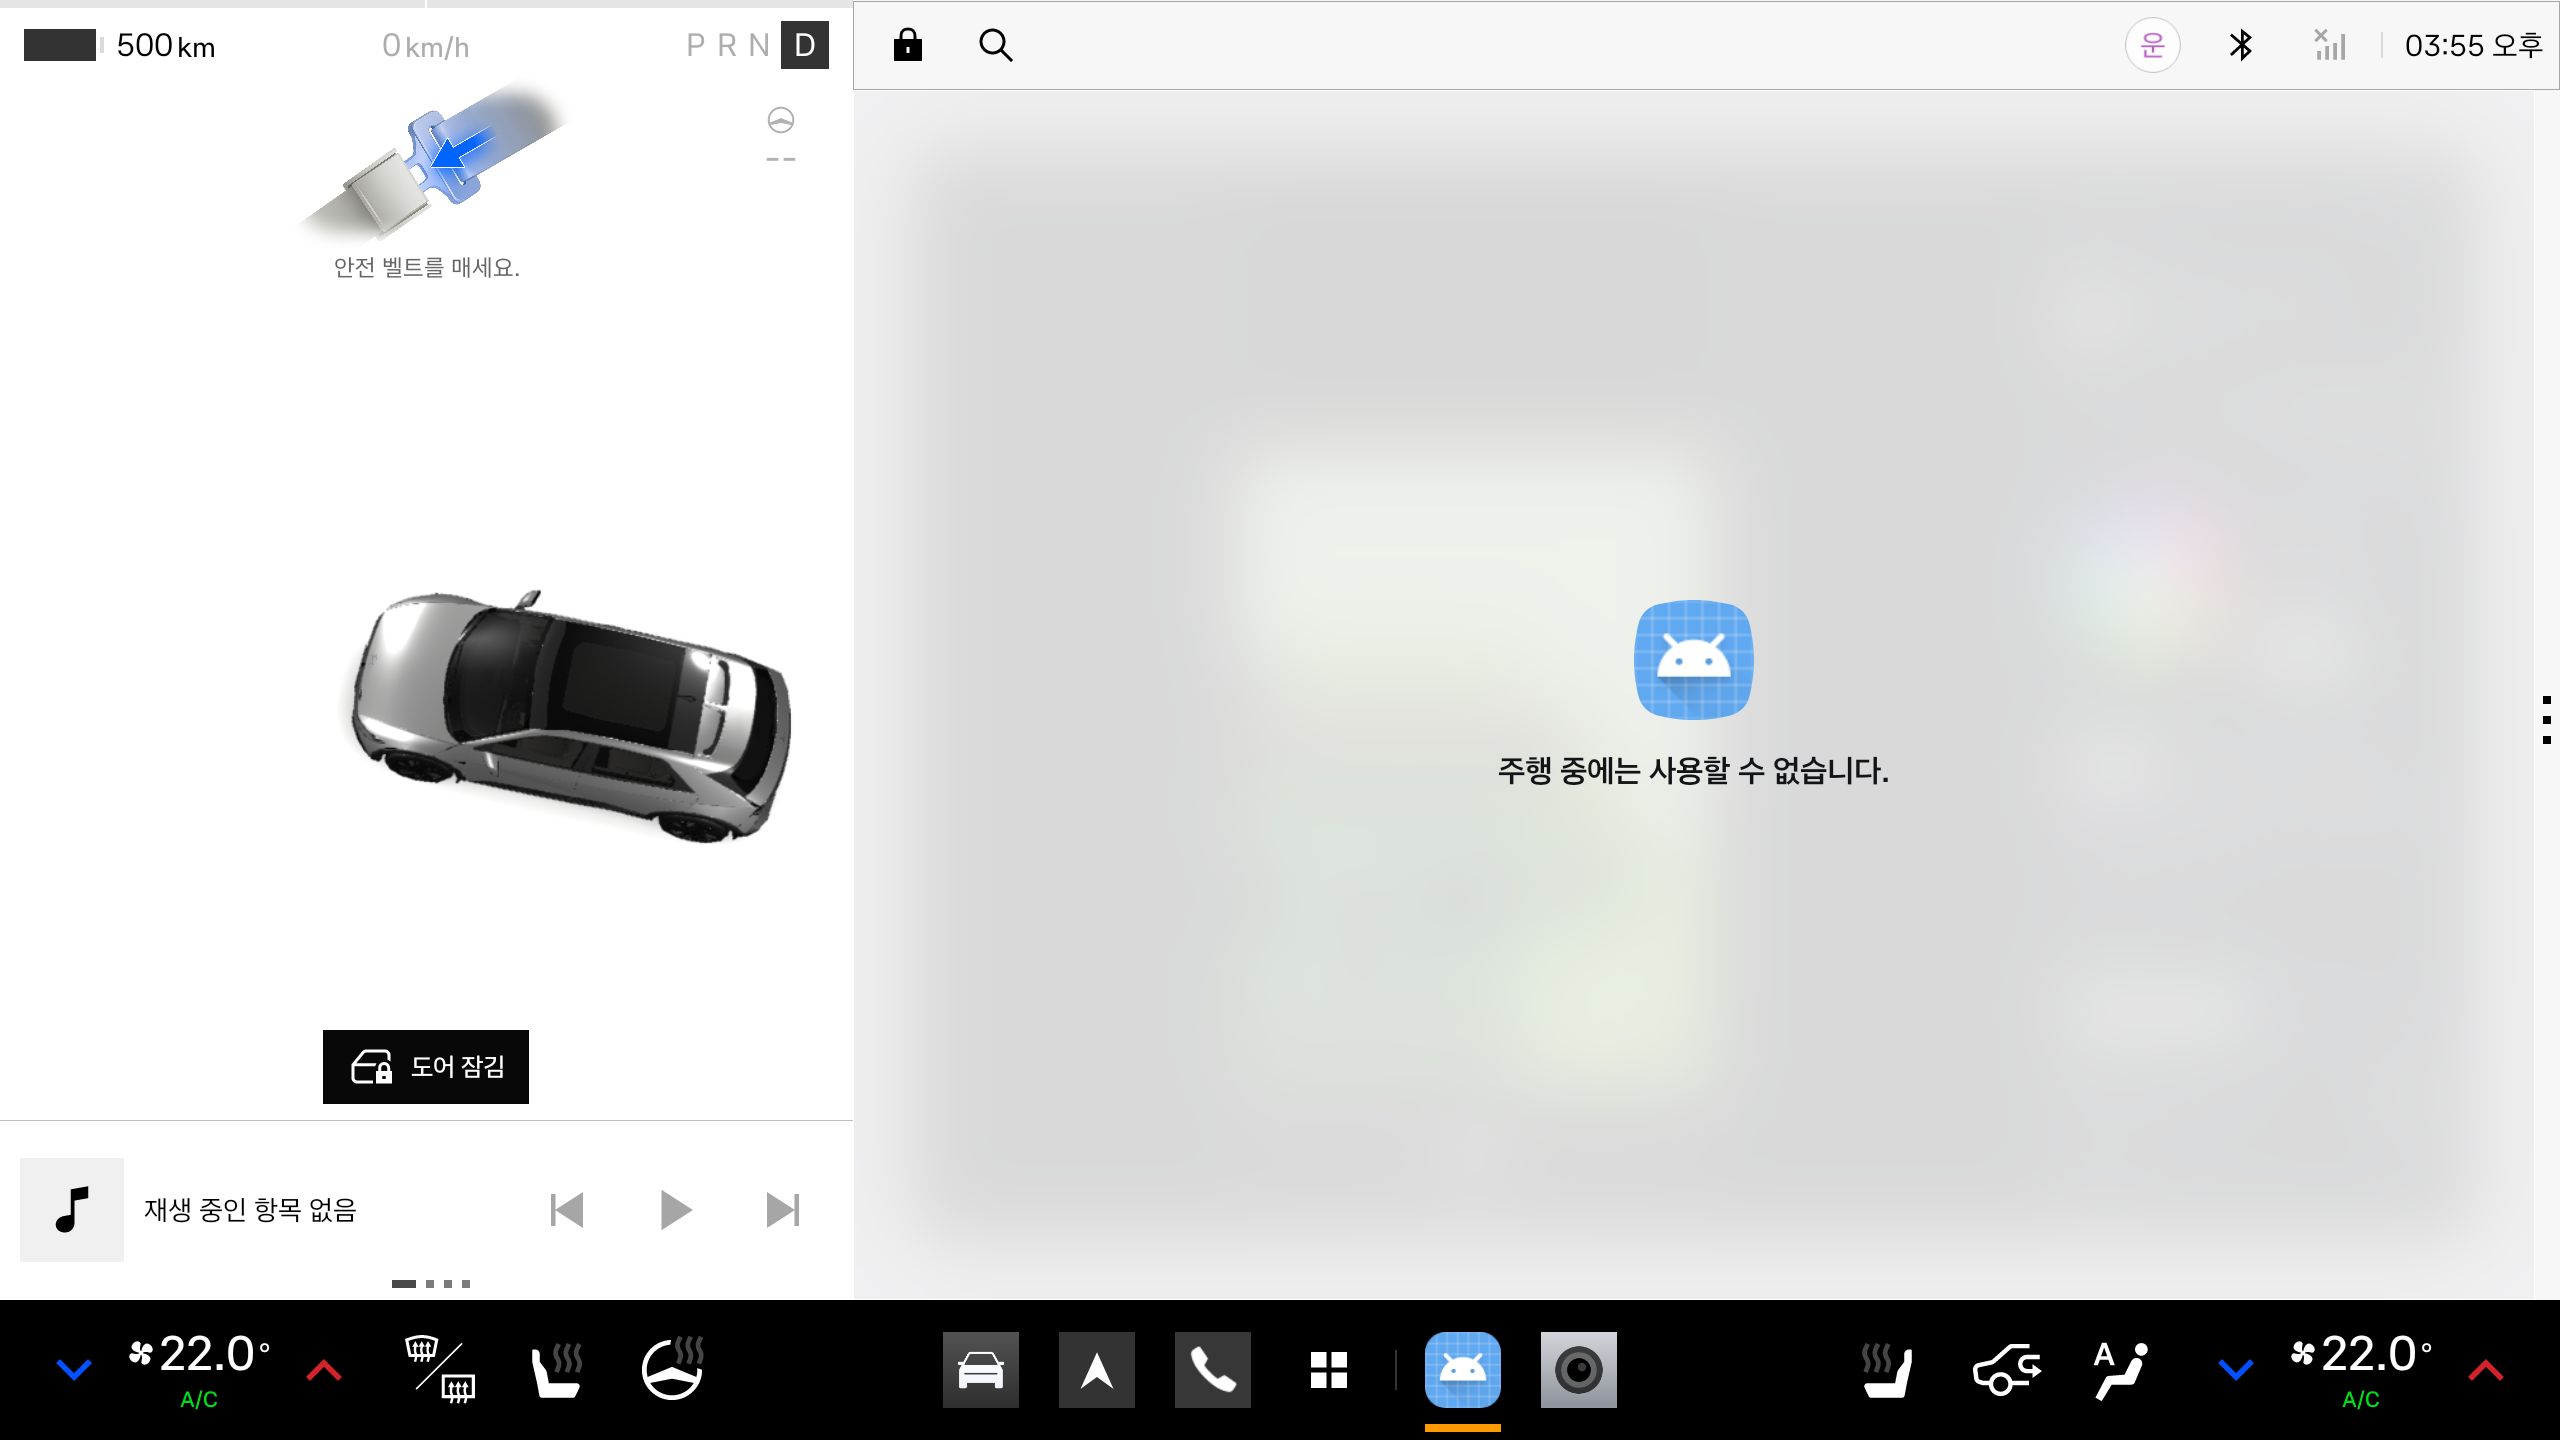 500 km
0 km/h
P R N D
운
03:55 오후
안전 벨트를 매세요.
--
주행 중에는 사용할 수 없습니다.
도어 잠김
재생 중인 항목 없음
22.0°
A/C
A
22.0°
A/C